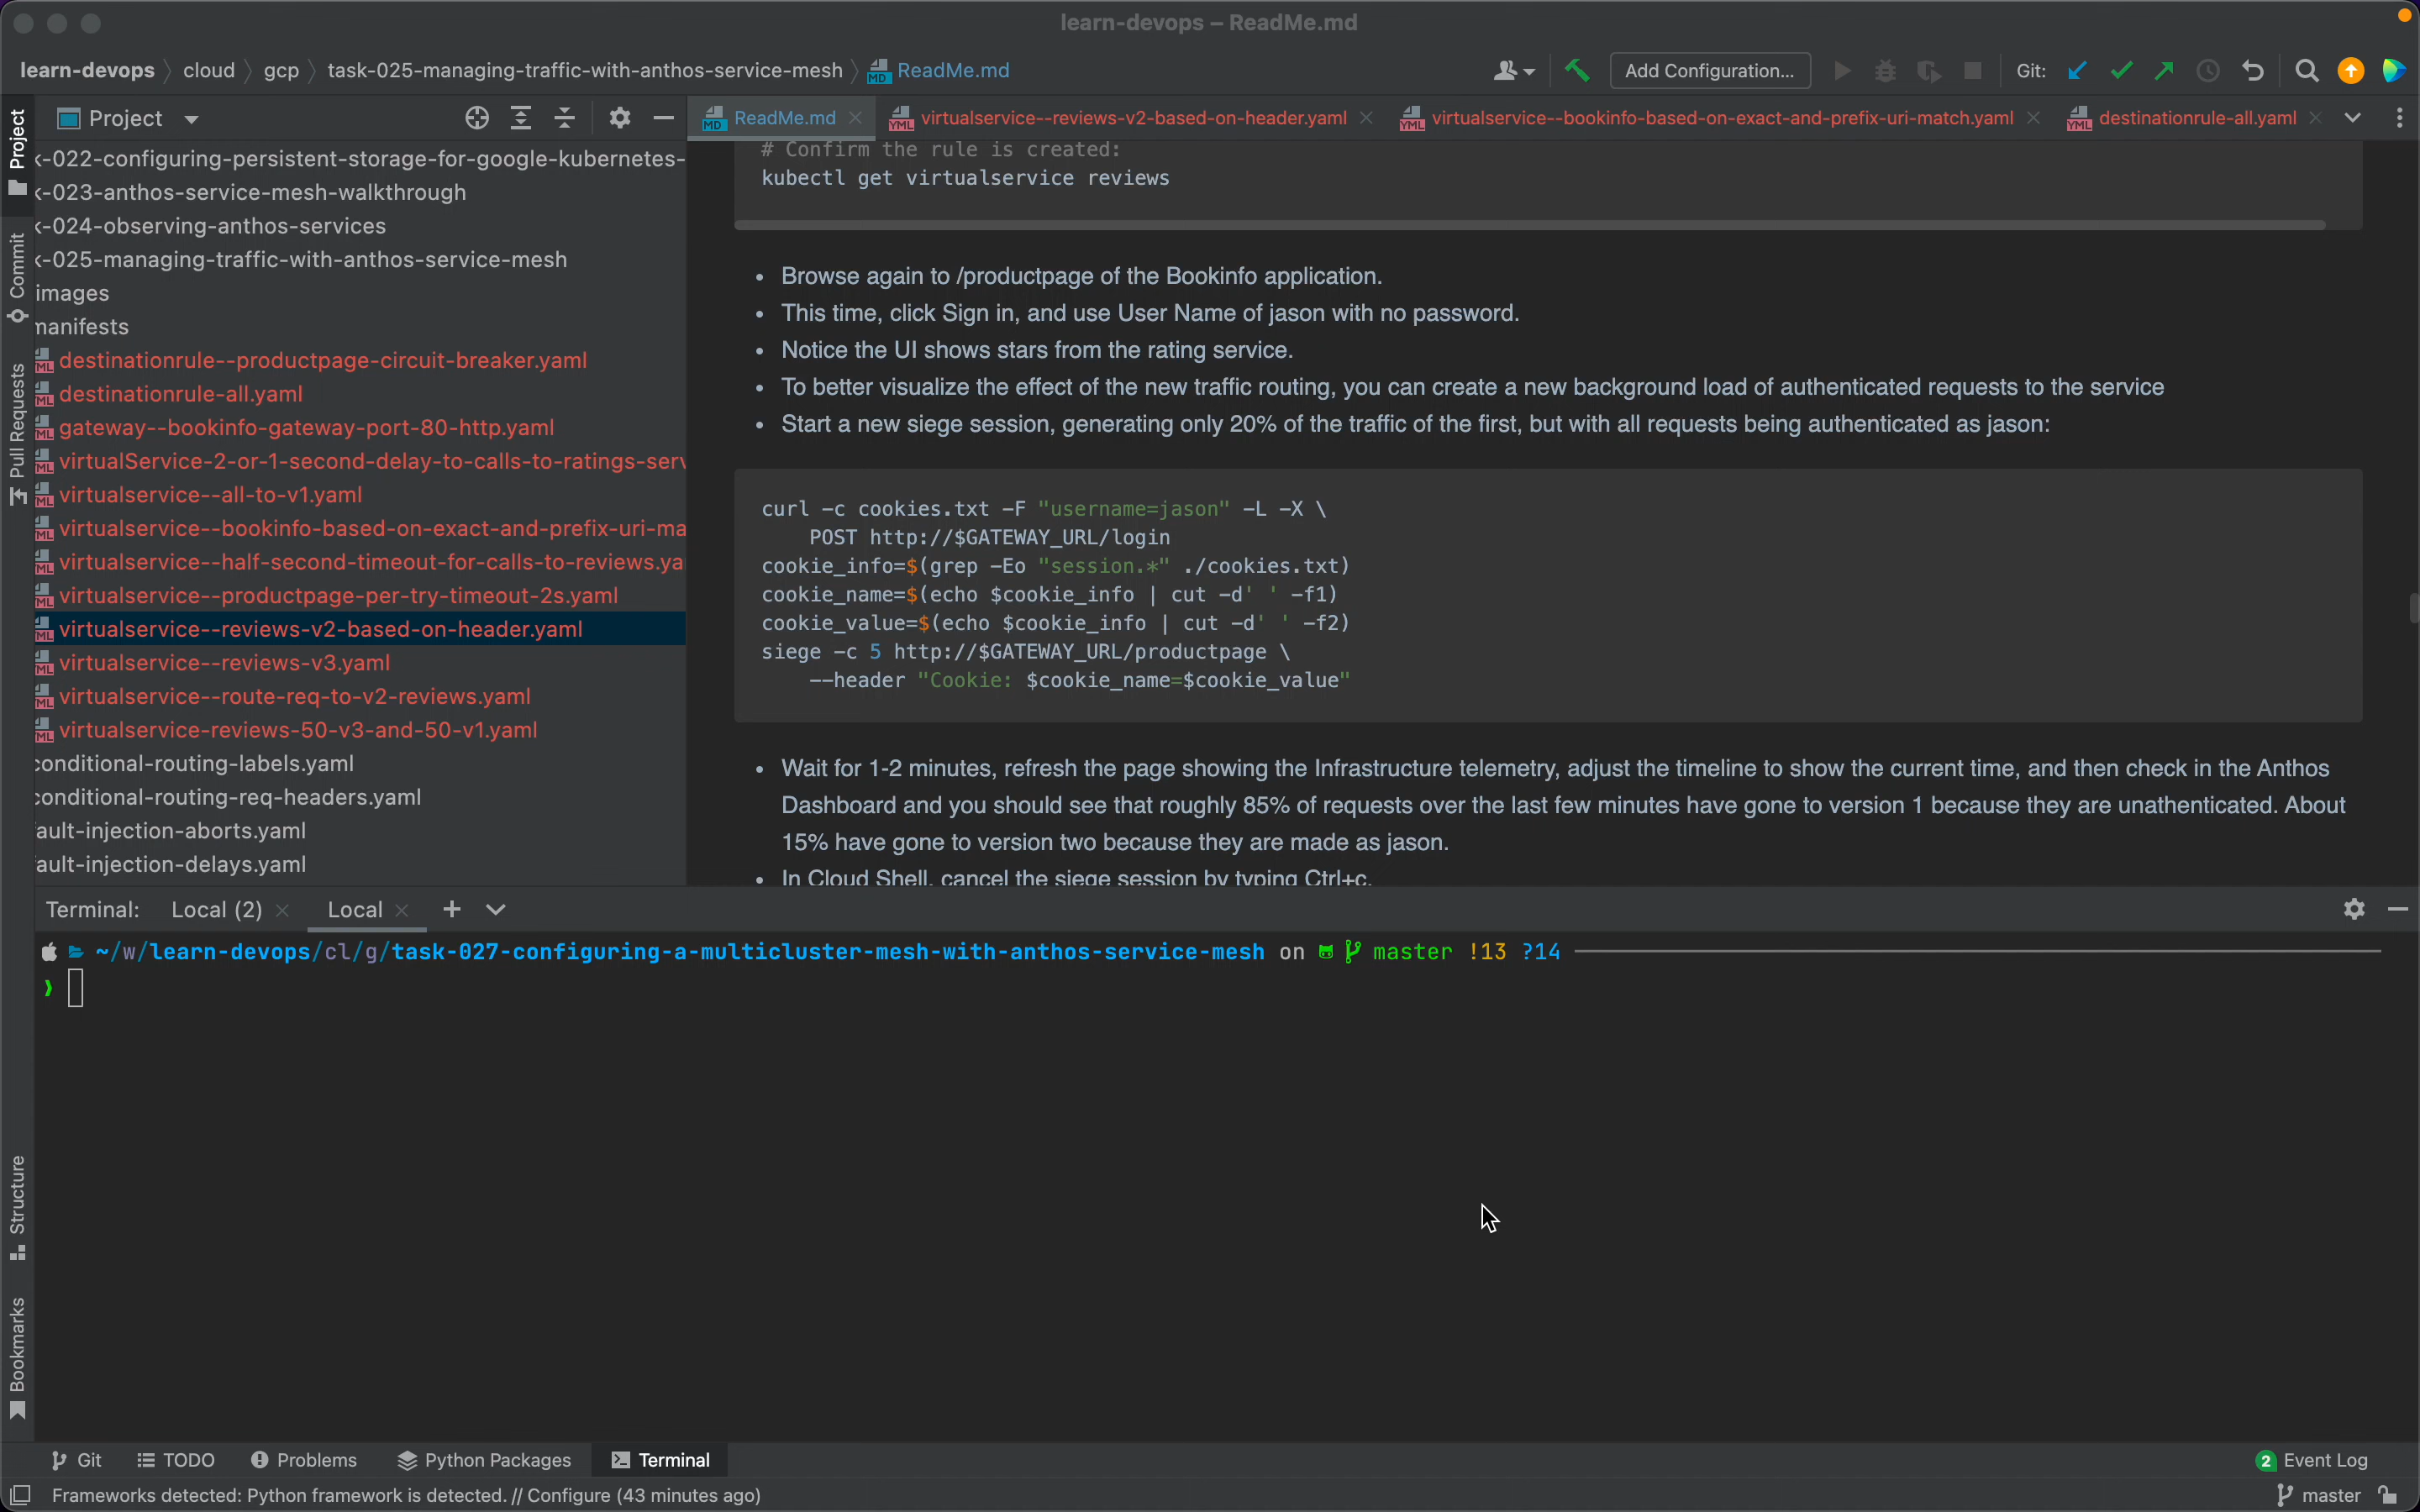 learn-devops – ReadMe.md
learn-devops cloud gcp task-025-managing-traffic-with-anthos-service-mesh MD ReadMe.md Add Configuration... Git:
Project
Project
MD ReadMe.md YML virtualservice--reviews-v2-based-on-header.yaml YML virtualservice--bookinfo-based-on-exact-and-prefix-uri-match.yaml YML destinationrule-all.yaml
Commit
Pull Requests
Structure
Bookmarks
k-022-configuring-persistent-storage-for-google-kubernetes-
k-023-anthos-service-mesh-walkthrough
k-024-observing-anthos-services
k-025-managing-traffic-with-anthos-service-mesh
images
manifests
ML destinationrule--productpage-circuit-breaker.yaml
ML destinationrule-all.yaml
ML gateway--bookinfo-gateway-port-80-http.yaml
ML virtualService-2-or-1-second-delay-to-calls-to-ratings-serv
ML virtualservice--all-to-v1.yaml
ML virtualservice--bookinfo-based-on-exact-and-prefix-uri-ma
ML virtualservice--half-second-timeout-for-calls-to-reviews.ya
ML virtualservice--productpage-per-try-timeout-2s.yaml
ML virtualservice--reviews-v2-based-on-header.yaml
ML virtualservice--reviews-v3.yaml
ML virtualservice--route-req-to-v2-reviews.yaml
ML virtualservice-reviews-50-v3-and-50-v1.yaml
conditional-routing-labels.yaml
conditional-routing-req-headers.yaml
fault-injection-aborts.yaml
fault-injection-delays.yaml
# Confirm the rule is created:
kubectl get virtualservice reviews
• Browse again to /productpage of the Bookinfo application.
• This time, click Sign in, and use User Name of jason with no password.
• Notice the UI shows stars from the rating service.
• To better visualize the effect of the new traffic routing, you can create a new background load of authenticated requests to the service
• Start a new siege session, generating only 20% of the traffic of the first, but with all requests being authenticated as jason:
curl -c cookies.txt -F "username=jason" -L -X \
POST http://$GATEWAY_URL/login
cookie_info=$(grep -Eo "session.*" ./cookies.txt)
cookie_name=$(echo $cookie_info | cut -d' ' -f1)
cookie_value=$(echo $cookie_info | cut -d' ' -f2)
siege -c 5 http://$GATEWAY_URL/productpage \
--header "Cookie: $cookie_name=$cookie_value"
• Wait for 1-2 minutes, refresh the page showing the Infrastructure telemetry, adjust the timeline to show the current time, and then check in the Anthos
Dashboard and you should see that roughly 85% of requests over the last few minutes have gone to version 1 because they are unathenticated. About
15% have gone to version two because they are made as jason.
• In Cloud Shell, cancel the siege session by typing Ctrl+c.
Terminal: Local (2) Local
~/w/learn-devops/cl/g/task-027-configuring-a-multicluster-mesh-with-anthos-service-mesh on master !13 ?14
❯
Git TODO Problems Python Packages Terminal 2 Event Log
Frameworks detected: Python framework is detected. // Configure (43 minutes ago) master